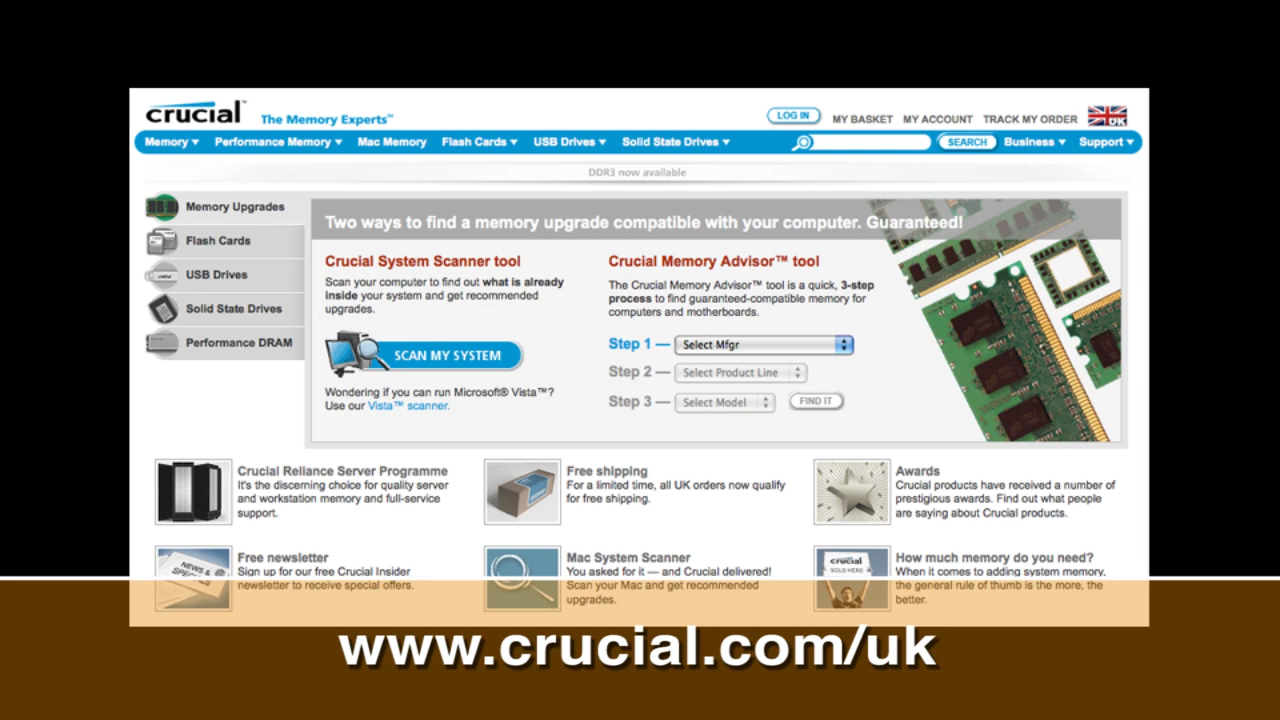 crucial™ The Memory Experts™
LOG IN MY BASKET MY ACCOUNT TRACK MY ORDER UK
Memory Performance Memory Mac Memory Flash Cards USB Drives Solid State Drives SEARCH Business Support
DDR3 now available
Memory Upgrades
Flash Cards
USB Drives
Solid State Drives
Performance DRAM
Two ways to find a memory upgrade compatible with your computer. Guaranteed!
Crucial System Scanner tool
Scan your computer to find out what is already
inside your system and get recommended
upgrades.
SCAN MY SYSTEM
Wondering if you can run Microsoft® Vista™?
Use our Vista™ scanner.
Crucial Memory Advisor™ tool
The Crucial Memory Advisor™ tool is a quick, 3-step
process to find guaranteed-compatible memory for
computers and motherboards.
Step 1 — Select Mfgr
Step 2 — Select Product Line
Step 3 — Select Model FIND IT
Crucial Reliance Server Programme
It's the discerning choice for quality server
and workstation memory and full-service
support.
Free shipping
For a limited time, all UK orders now qualify
for free shipping.
Awards
Crucial products have received a number of
prestigious awards. Find out what people
are saying about Crucial products.
NEWS &
Free newsletter
Sign up for our free Crucial Insider
newsletter to receive special offers.
Mac System Scanner
You asked for it — and Crucial delivered!
Scan your Mac and get recommended
upgrades.
crucial
SOLD HERE
How much memory do you need?
When it comes to adding system memory,
the general rule of thumb is the more, the
better.
www.crucial.com/uk